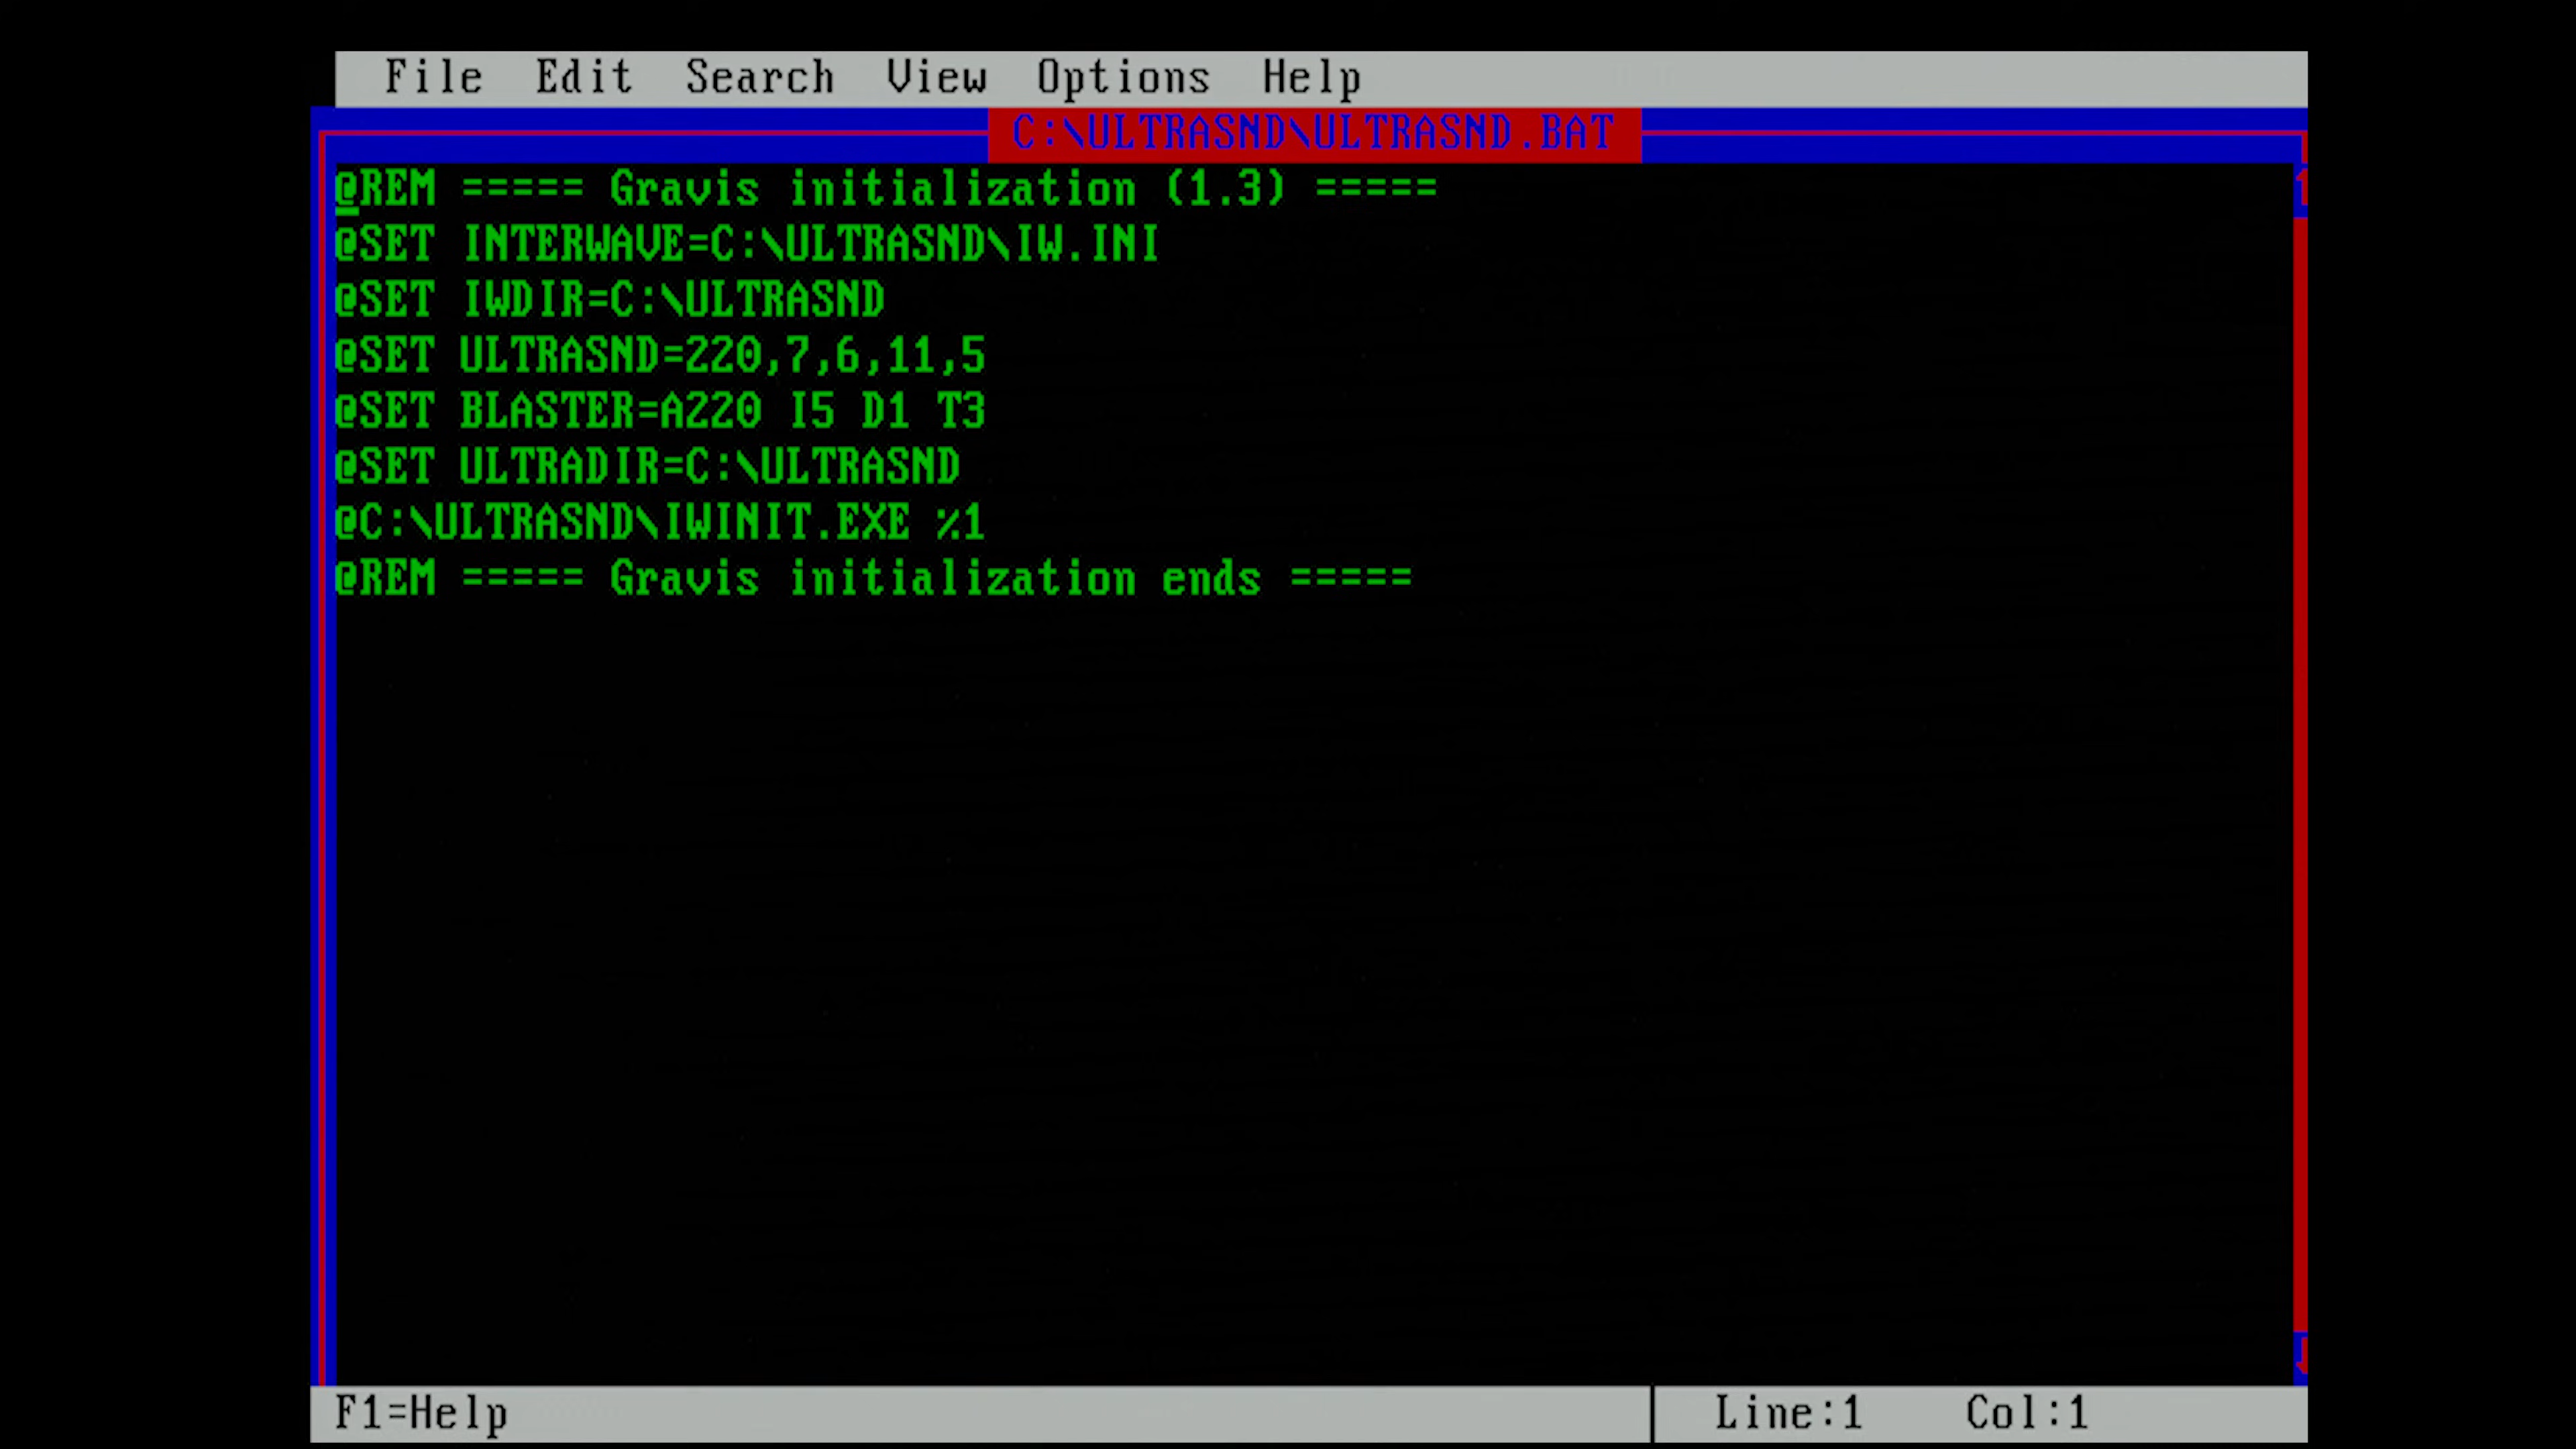 File Edit Search View Options Help
C:\ULTRASND\ULTRASND.BAT
@REM ===== Gravis initialization (1.3) =====
@SET INTERWAVE=C:\ULTRASND\IW.INI
@SET IWDIR=C:\ULTRASND
@SET ULTRASND=220,7,6,11,5
@SET BLASTER=A220 I5 D1 T3
@SET ULTRADIR=C:\ULTRASND
@C:\ULTRASND\IWINIT.EXE %1
@REM ===== Gravis initialization ends =====
F1=Help Line:1 Col:1